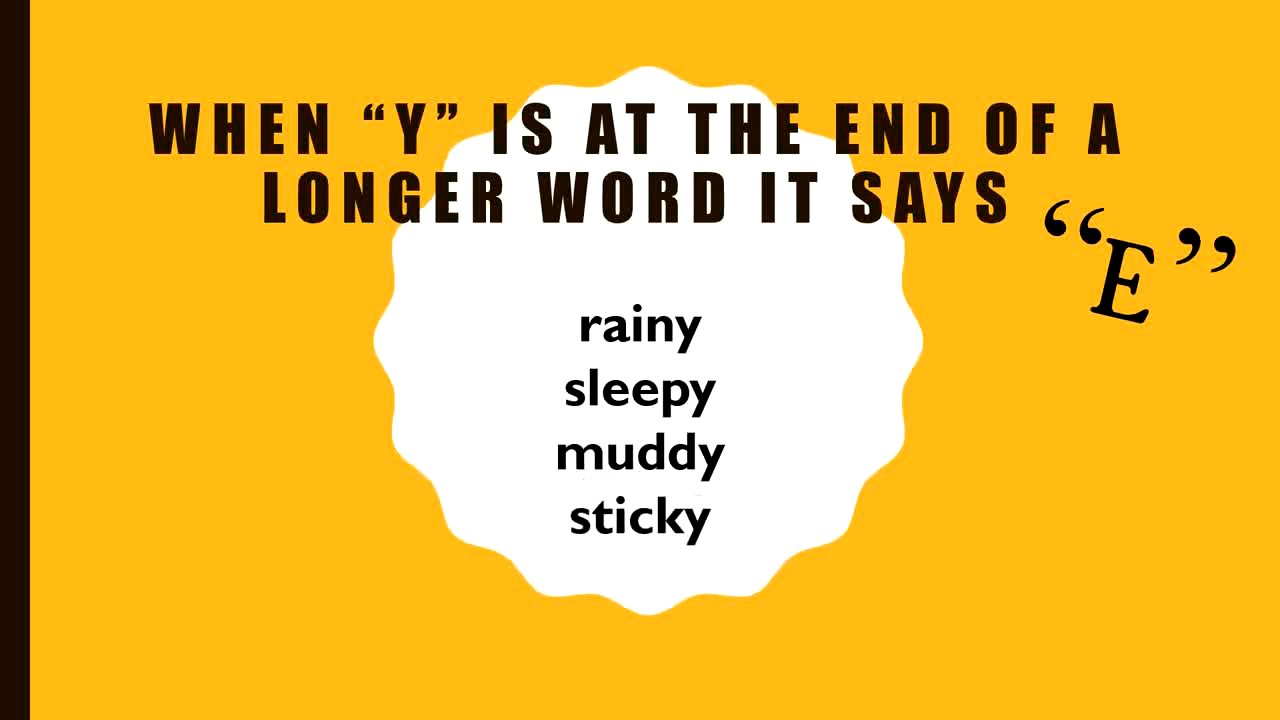 WHEN “Y” IS AT THE END OF A
LONGER WORD IT SAYS
“E”
rainy
sleepy
muddy
sticky